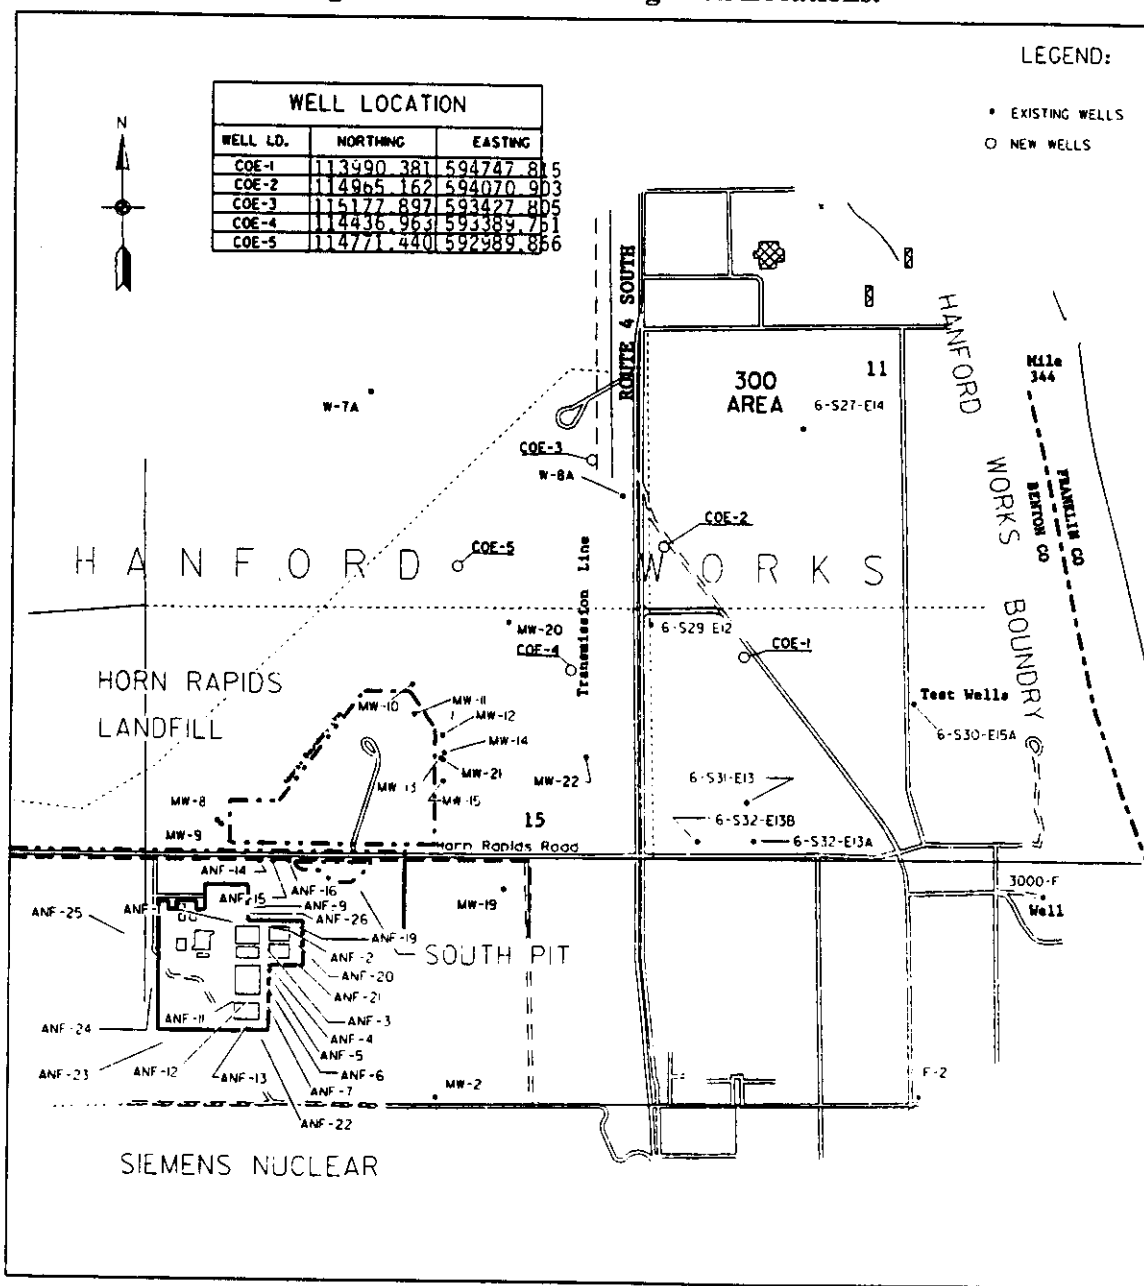 LEGEND:
WELL LOCATION
N
• EXISTING WELLS
WELL I.D. NORTHING EASTING
○ NEW WELLS
COE-1 113990.381 594747.815
COE-2 114965.162 594070.903
COE-3 115177.897 593427.805
COE-4 114436.963 593389.751
COE-5 114771.440 592989.866
ROUTE 4 SOUTH
HANFORD WORKS BOUNDRY
Mile
344
300
AREA
11
6-S27-E14
W-7A
COE-3
W-8A
FRANKLIN CO
BENTON CO
COE-2
COE-5
HANFORD WORKS
Transmission Line
MW-20
6-S29 E12
COE-4
COE-1
HORN RAPIDS
LANDFILL
MW-10
MW-11
MW-12
Test Wells
MW-14
6-S30-E15A
MW-21
MW-13
MW-22
6-S31-E13
MW-15
MW-8
15
6-S32-E13B
MW-9
Horn Rapids Road
6-S32-E13A
ANF-14
ANF-16
3000-F
ANF-15
MW-19
Well
ANF-25
ANF-1
ANF-9
ANF-26
ANF-19
ANF-2
SOUTH PIT
ANF-20
ANF-21
ANF-11
ANF-3
ANF-24
ANF-4
ANF-5
ANF-23
ANF-12
ANF-13
ANF-6
F-2
ANF-7
MW-2
ANF-22
SIEMENS NUCLEAR